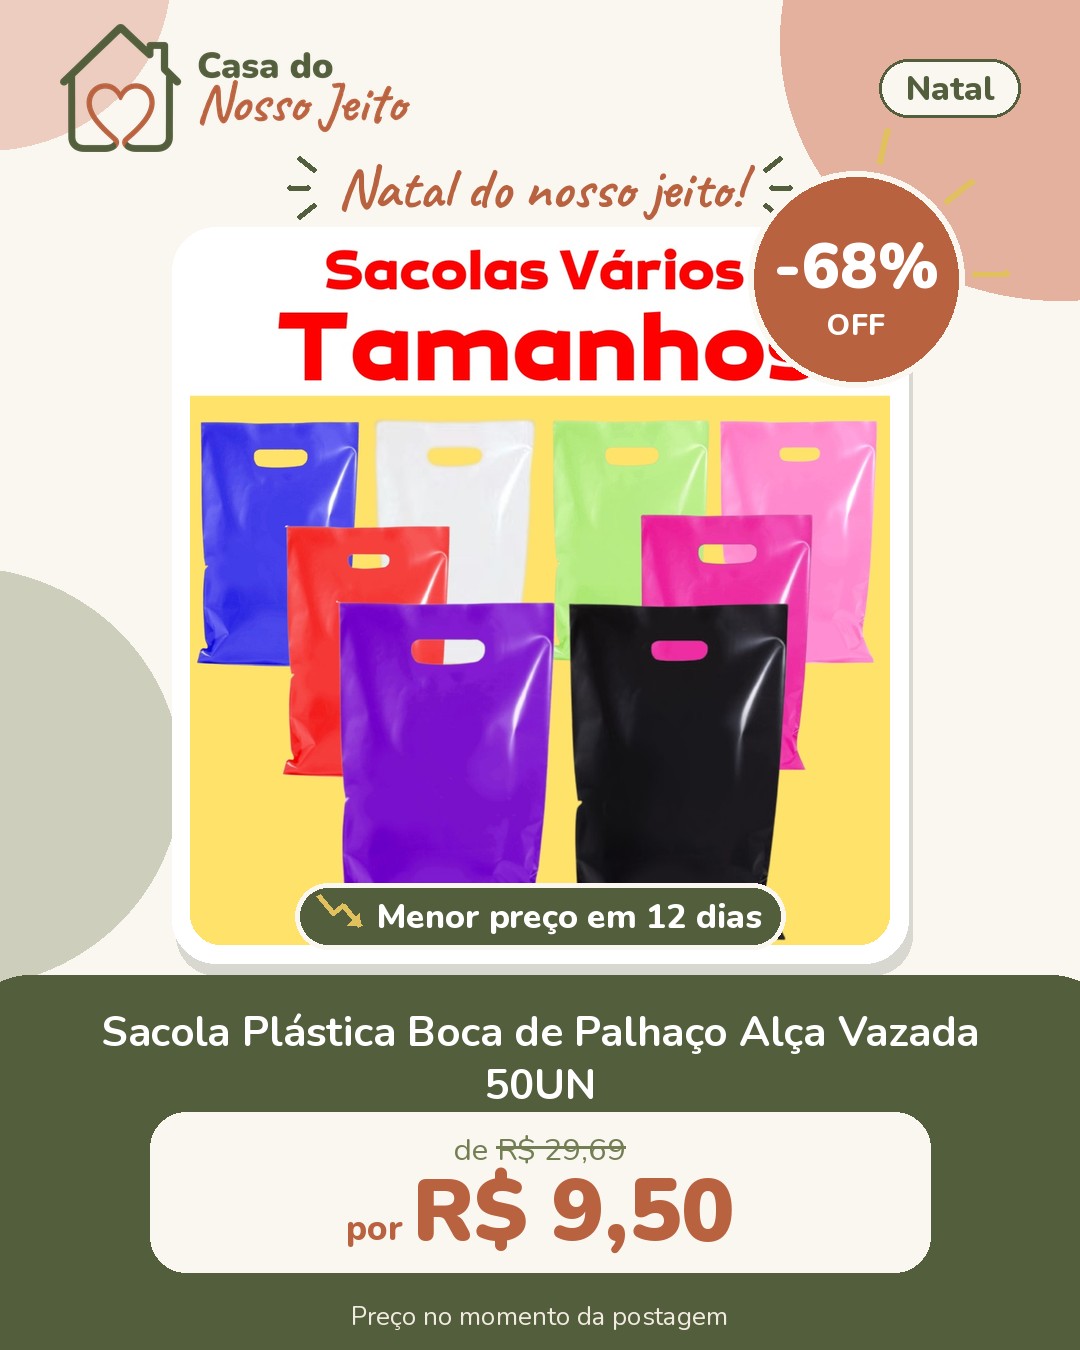 Casa do
Nosso Jeito
Natal
Natal do nosso jeito!
-68%
OFF
Sacolas Vários
Tamanhos
Menor preço em 12 dias
Sacola Plástica Boca de Palhaço Alça Vazada
50UN
de R$ 29,69
por R$ 9,50
Preço no momento da postagem